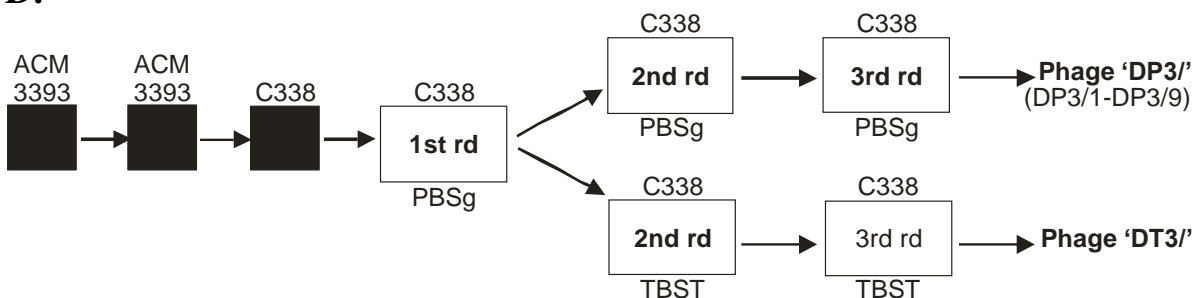 C338
C338
2nd rd
3rd rd
PBSg
PBSg
Phage ‘DP3/’
(DP3/1-DP3/9)
ACM
3393
ACM
3393
C338
C338
1st rd
PBSg
C338
C338
2nd rd
3rd rd
TBST
TBST
Phage ‘DT3/’